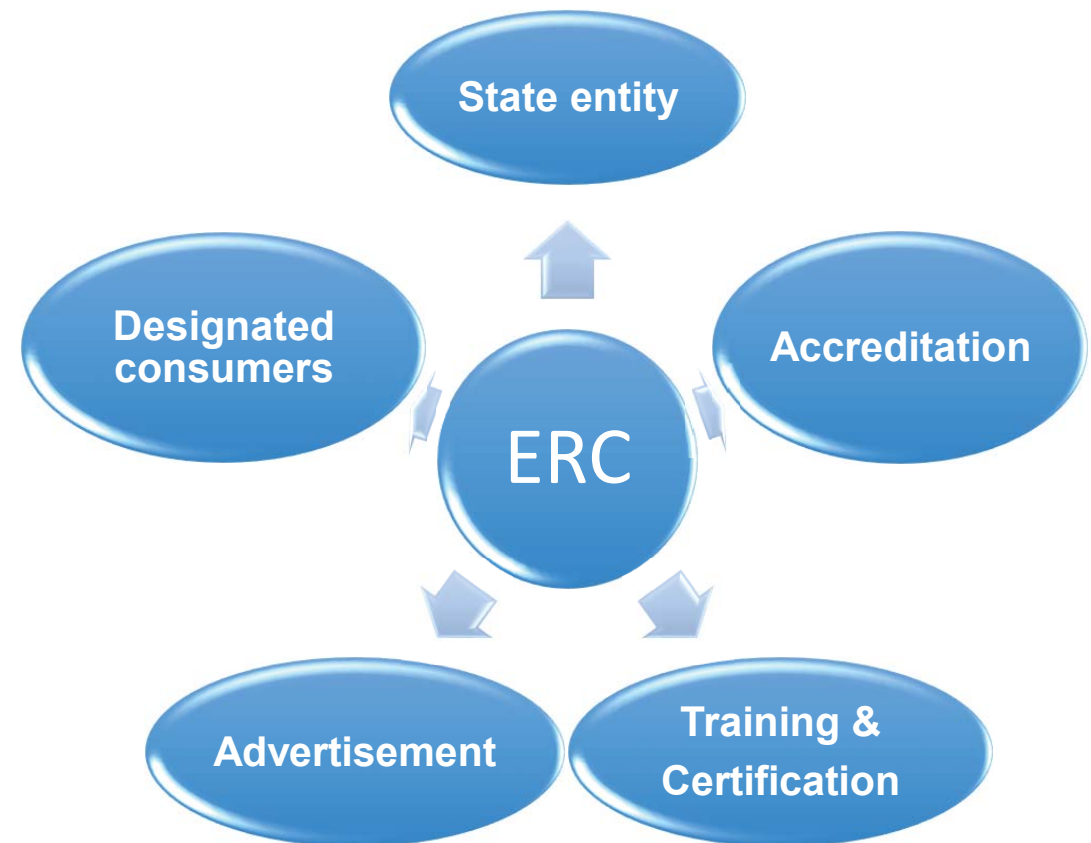 State entity
Designated
consumers
Accreditation
ERC
Advertisement
Training &
Certification